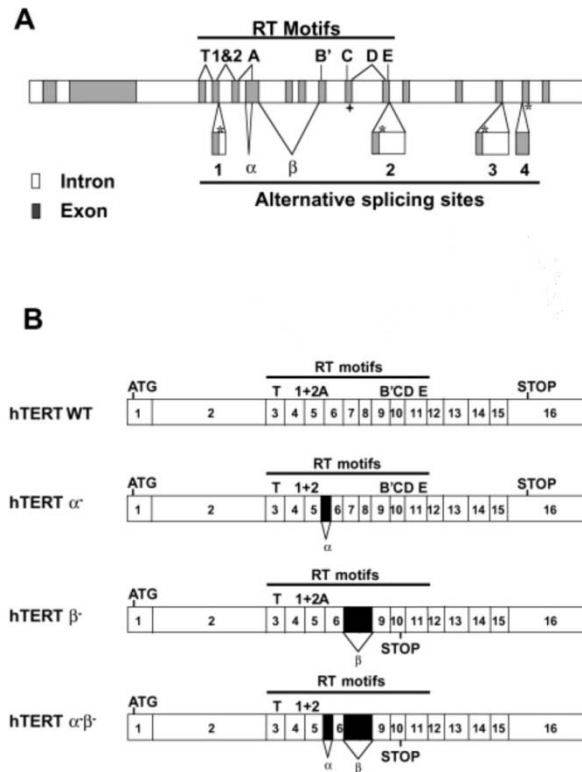 A
RT Motifs
T 1&2 A B' C D E
* * * *
+
1 α β 2 3 4
Intron
Exon
Alternative splicing sites
B
RT motifs
ATG T 1+2A B'CD E STOP
hTERT WT 1 2 3 4 5 6 7 8 9 10 11 12 13 14 15 16
RT motifs
ATG T 1+2 B'CD E STOP
hTERT α- 1 2 3 4 5 6 7 8 9 10 11 12 13 14 15 16
α
RT motifs
ATG T 1+2A
hTERT β- 1 2 3 4 5 6 9 10 11 12 13 14 15 16
β STOP
RT motifs
ATG T 1+2
hTERT α-β- 1 2 3 4 5 6 9 10 11 12 13 14 15 16
α β STOP